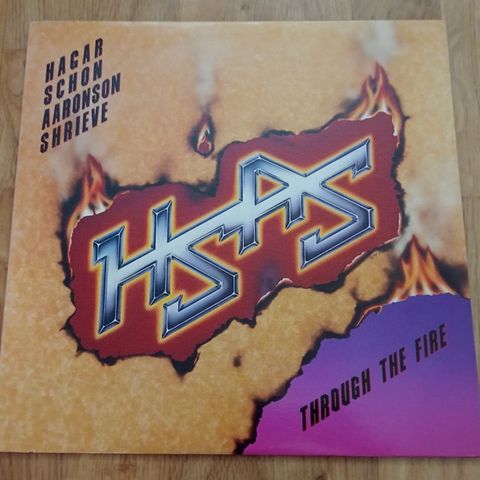 HAGAR
SCHON
AARONSON
SHRIEVE
HSAS
THROUGH THE FIRE